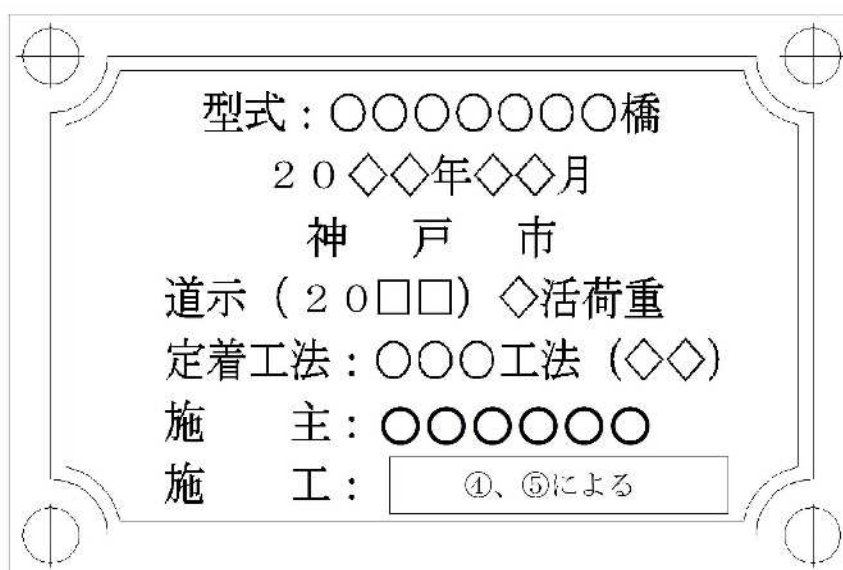 型式：○○○○○○○橋
２０◇◇年◇◇月
神　戸　市
道示（２０□□）◇活荷重
定着工法：○○○工法（◇◇）
施　　主：○○○○○○
施　　工：④、⑤による